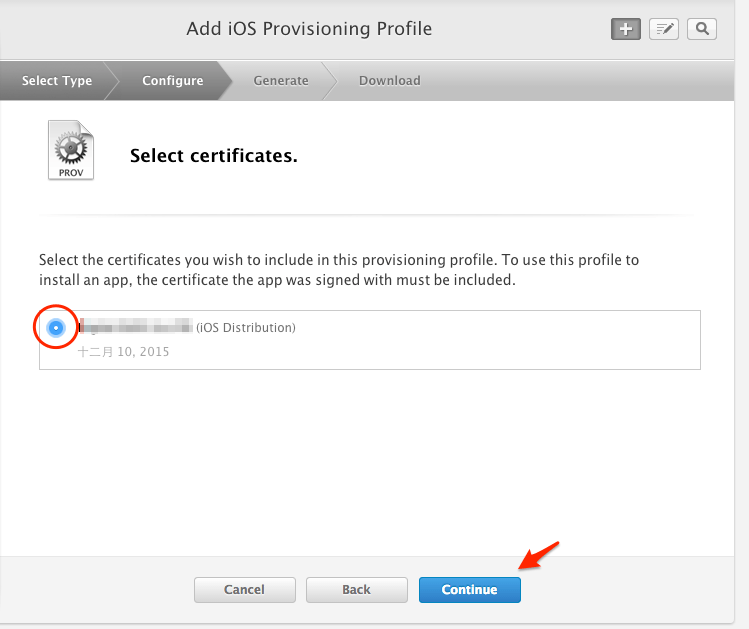 Add iOS Provisioning Profile
Select Type
Configure
Generate
Download
PROV
Select certificates.
Select the certificates you wish to include in this provisioning profile. To use this profile to
install an app, the certificate the app was signed with must be included.
(iOS Distribution)
十二月 10, 2015
Cancel
Back
Continue